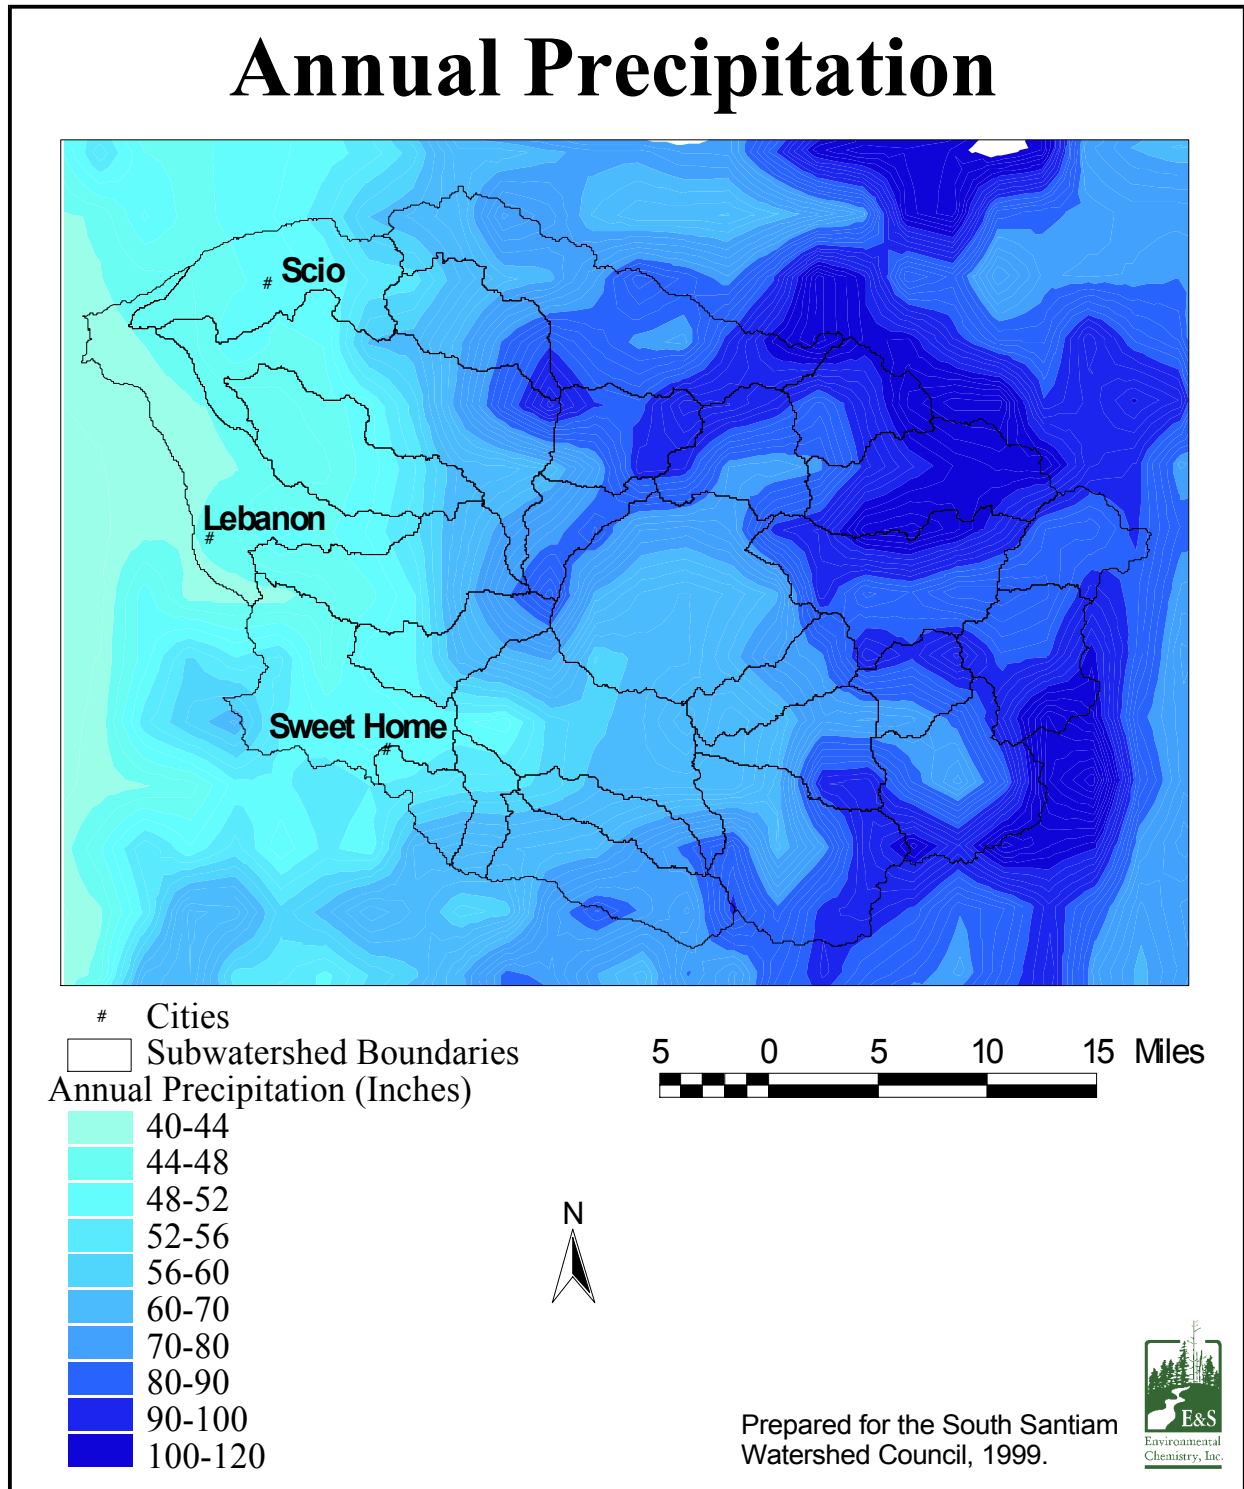 Annual Precipitation
# Scio
Lebanon
#
Sweet Home
#
# Cities
Subwatershed Boundaries
5 0 5 10 15 Miles
Annual Precipitation (Inches)
40-44
44-48
48-52
52-56
56-60
60-70
70-80
80-90
90-100
100-120
N
Prepared for the South Santiam
Watershed Council, 1999.
E&S
Environmental
Chemistry, Inc.